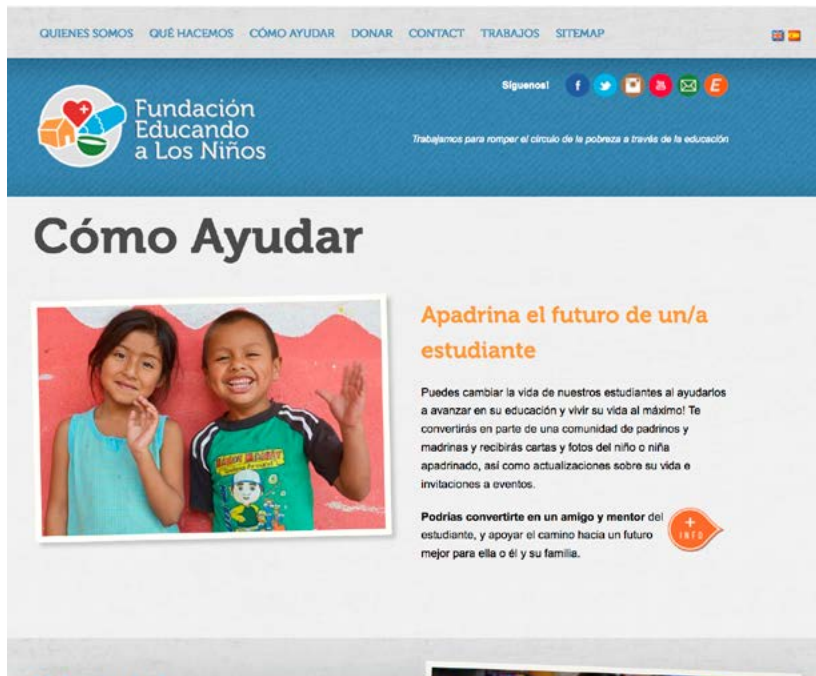 QUIENES SOMOS QUÉ HACEMOS CÓMO AYUDAR DONAR CONTACT TRABAJOS SITEMAP
Síguenos!
Fundación
Educando
a Los Niños
Trabajamos para romper el círculo de la pobreza a través de la educación
Cómo Ayudar
Apadrina el futuro de un/a
estudiante
Puedes cambiar la vida de nuestros estudiantes al ayudarlos
a avanzar en su educación y vivir su vida al máximo! Te
convertirás en parte de una comunidad de padrinos y
madrinas y recibirás cartas y fotos del niño o niña
apadrinado, así como actualizaciones sobre su vida e
invitaciones a eventos.
Podrías convertirte en un amigo y mentor del
estudiante, y apoyar el camino hacia un futuro
mejor para ella o él y su familia.
+
INFO